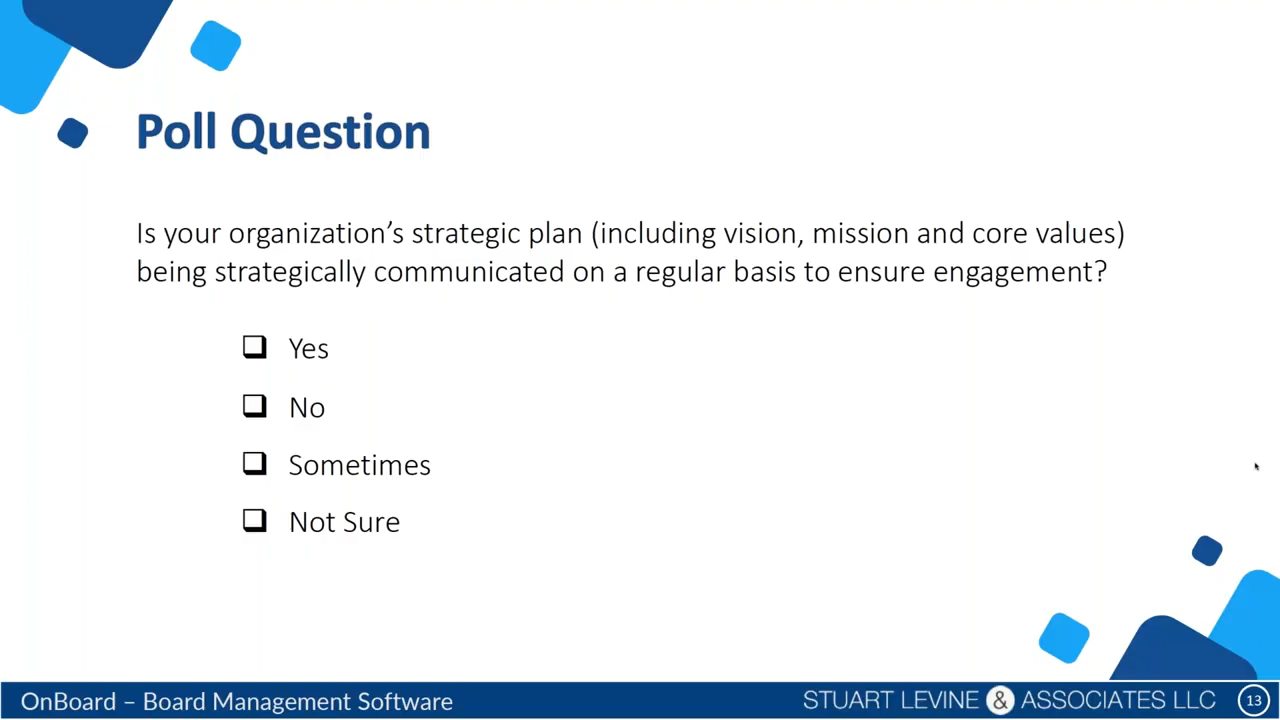 Poll Question
Is your organization’s strategic plan (including vision, mission and core values)
being strategically communicated on a regular basis to ensure engagement?
Yes
No
Sometimes
Not Sure
OnBoard – Board Management Software
STUART LEVINE & ASSOCIATES LLC
13